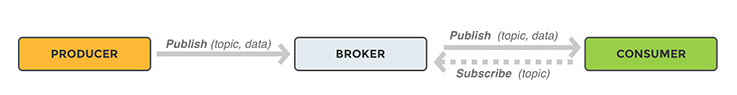 PRODUCER
Publish (topic, data)
BROKER
Publish (topic, data)
Subscribe (topic)
CONSUMER